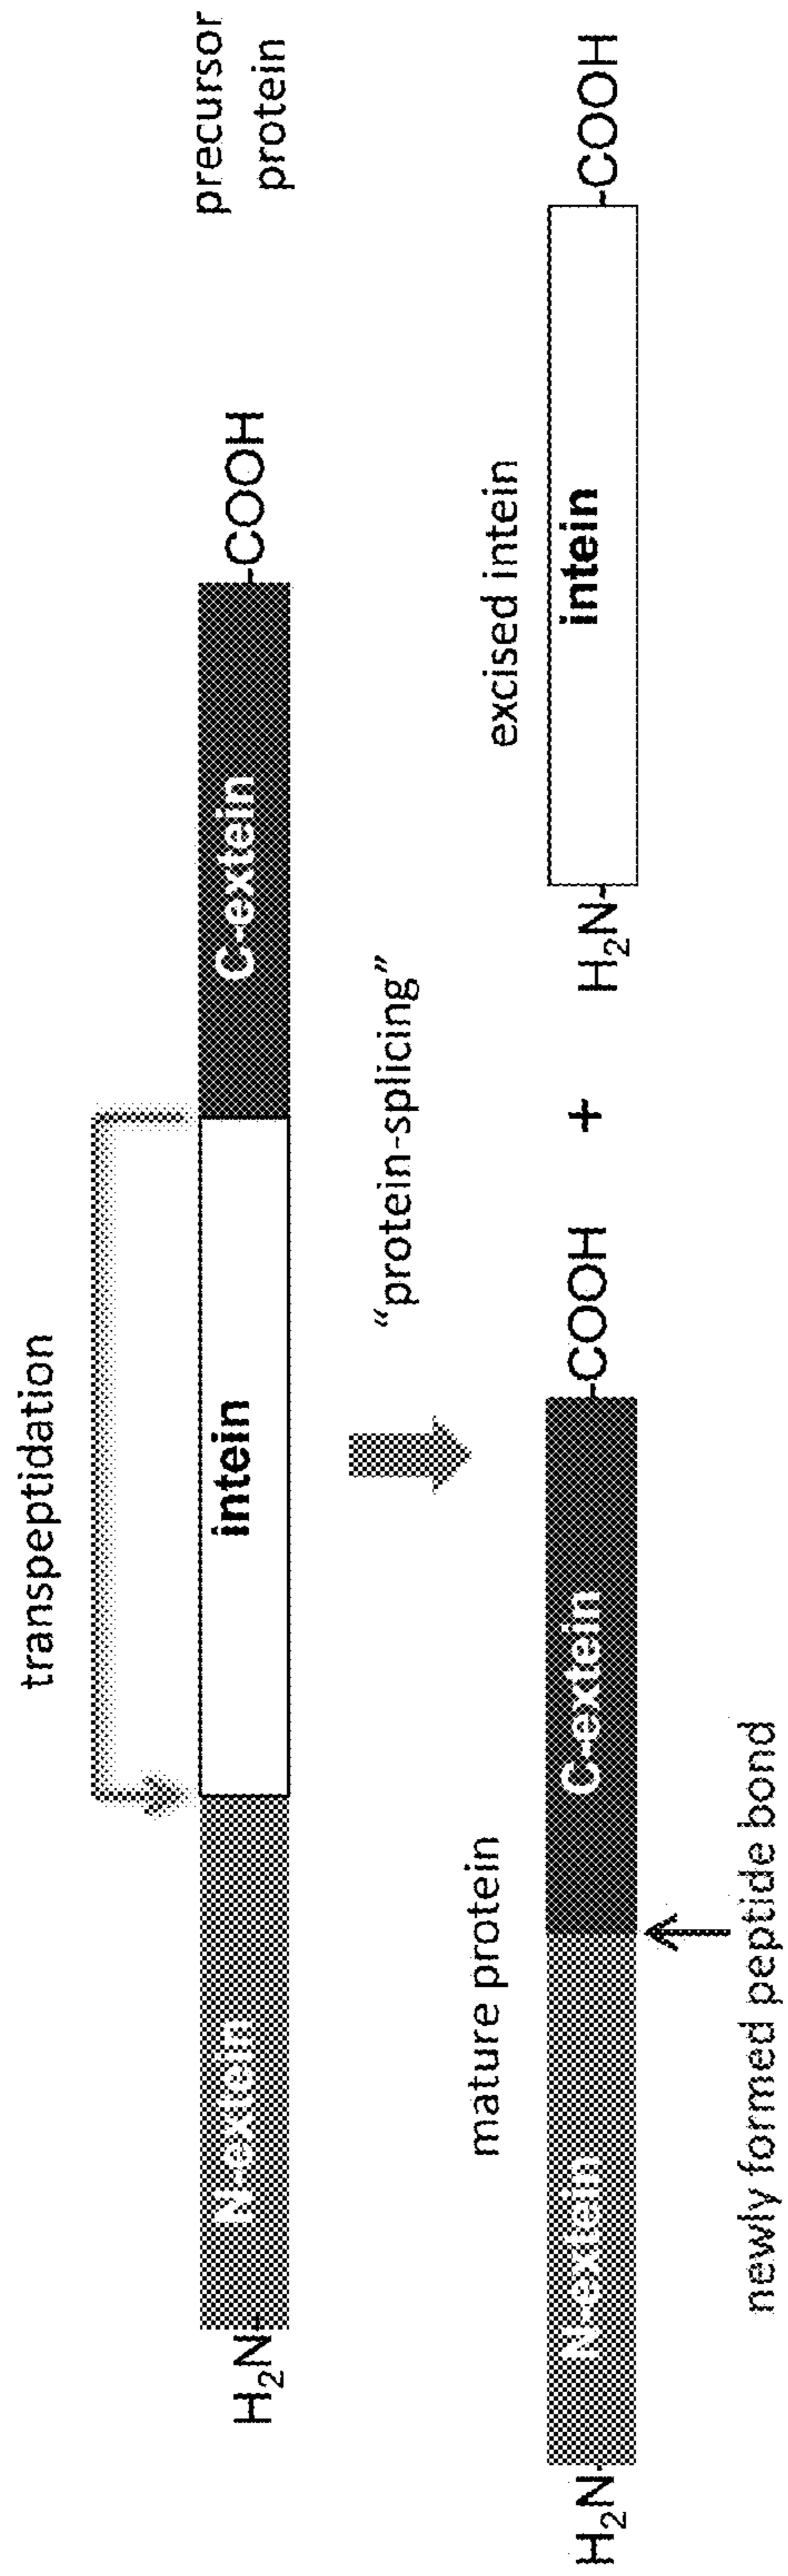 transpeptidation
H₂N-
N-extein
intein
C-extein
-COOH
precursor
protein
“protein-splicing”
mature protein
excised intein
H₂N-
N-extein
C-extein
-COOH
+
H₂N-
intein
-COOH
newly formed peptide bond